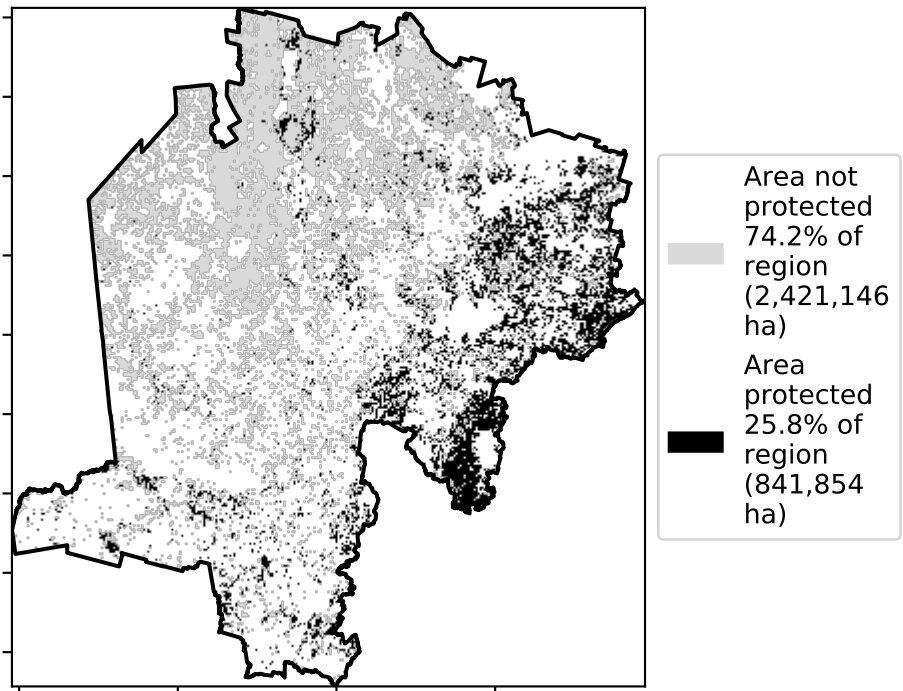 Area not
protected
74.2% of
region
(2,421,146
ha)
Area
protected
25.8% of
region
(841,854
ha)